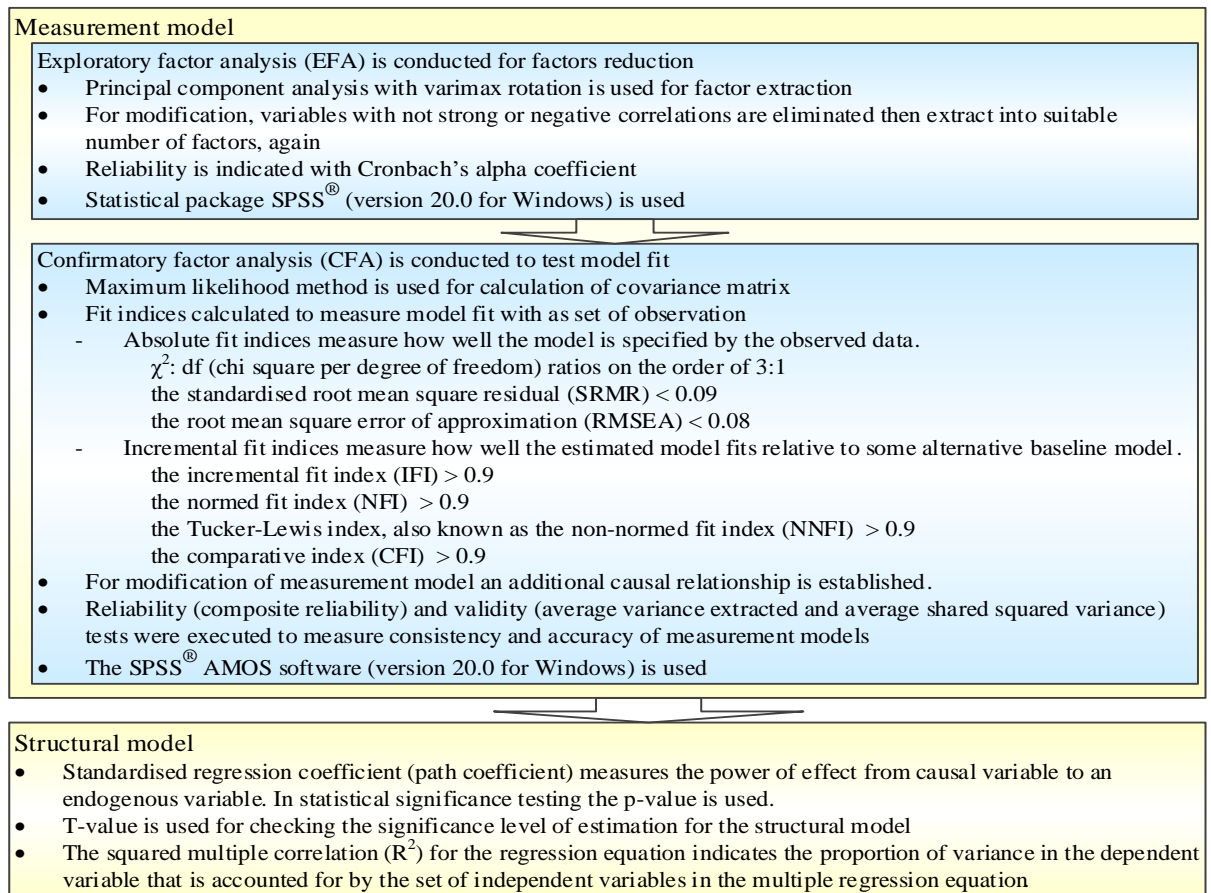 Measurement model
Exploratory factor analysis (EFA) is conducted for factors reduction
• Principal component analysis with varimax rotation is used for factor extraction
• For modification, variables with not strong or negative correlations are eliminated then extract into suitable
number of factors, again
• Reliability is indicated with Cronbach's alpha coefficient
• Statistical package SPSS® (version 20.0 for Windows) is used
Confirmatory factor analysis (CFA) is conducted to test model fit
• Maximum likelihood method is used for calculation of covariance matrix
• Fit indices calculated to measure model fit with as set of observation
- Absolute fit indices measure how well the model is specified by the observed data.
χ²: df (chi square per degree of freedom) ratios on the order of 3:1
the standardised root mean square residual (SRMR) < 0.09
the root mean square error of approximation (RMSEA) < 0.08
- Incremental fit indices measure how well the estimated model fits relative to some alternative baseline model.
the incremental fit index (IFI) > 0.9
the normed fit index (NFI) > 0.9
the Tucker-Lewis index, also known as the non-normed fit index (NNFI) > 0.9
the comparative index (CFI) > 0.9
• For modification of measurement model an additional causal relationship is established.
• Reliability (composite reliability) and validity (average variance extracted and average shared squared variance)
tests were executed to measure consistency and accuracy of measurement models
• The SPSS® AMOS software (version 20.0 for Windows) is used
Structural model
• Standardised regression coefficient (path coefficient) measures the power of effect from causal variable to an
endogenous variable. In statistical significance testing the p-value is used.
• T-value is used for checking the significance level of estimation for the structural model
• The squared multiple correlation (R²) for the regression equation indicates the proportion of variance in the dependent
variable that is accounted for by the set of independent variables in the multiple regression equation